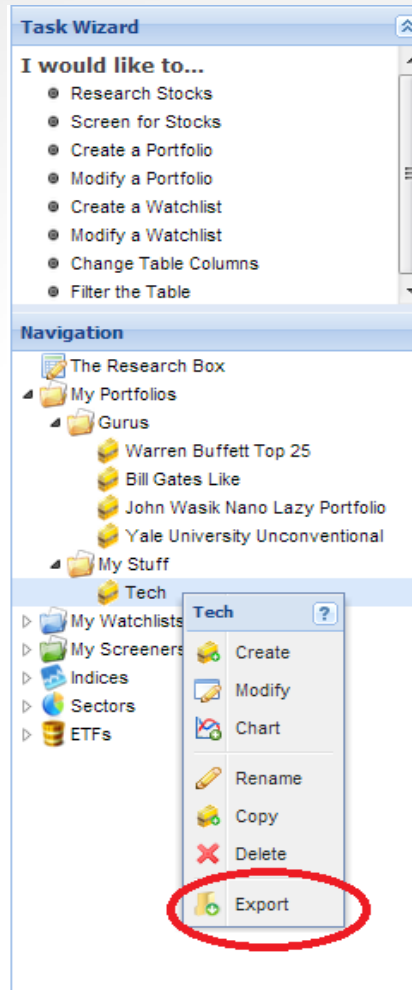 Task Wizard
I would like to...
Research Stocks
Screen for Stocks
Create a Portfolio
Modify a Portfolio
Create a Watchlist
Modify a Watchlist
Change Table Columns
Filter the Table
Navigation
The Research Box
My Portfolios
Gurus
Warren Buffett Top 25
Bill Gates Like
John Wasik Nano Lazy Portfolio
Yale University Unconventional
My Stuff
Tech
My Watchlists
My Screeners
Indices
Sectors
ETFs
Tech ?
Create
Modify
Chart
Rename
Copy
Delete
Export